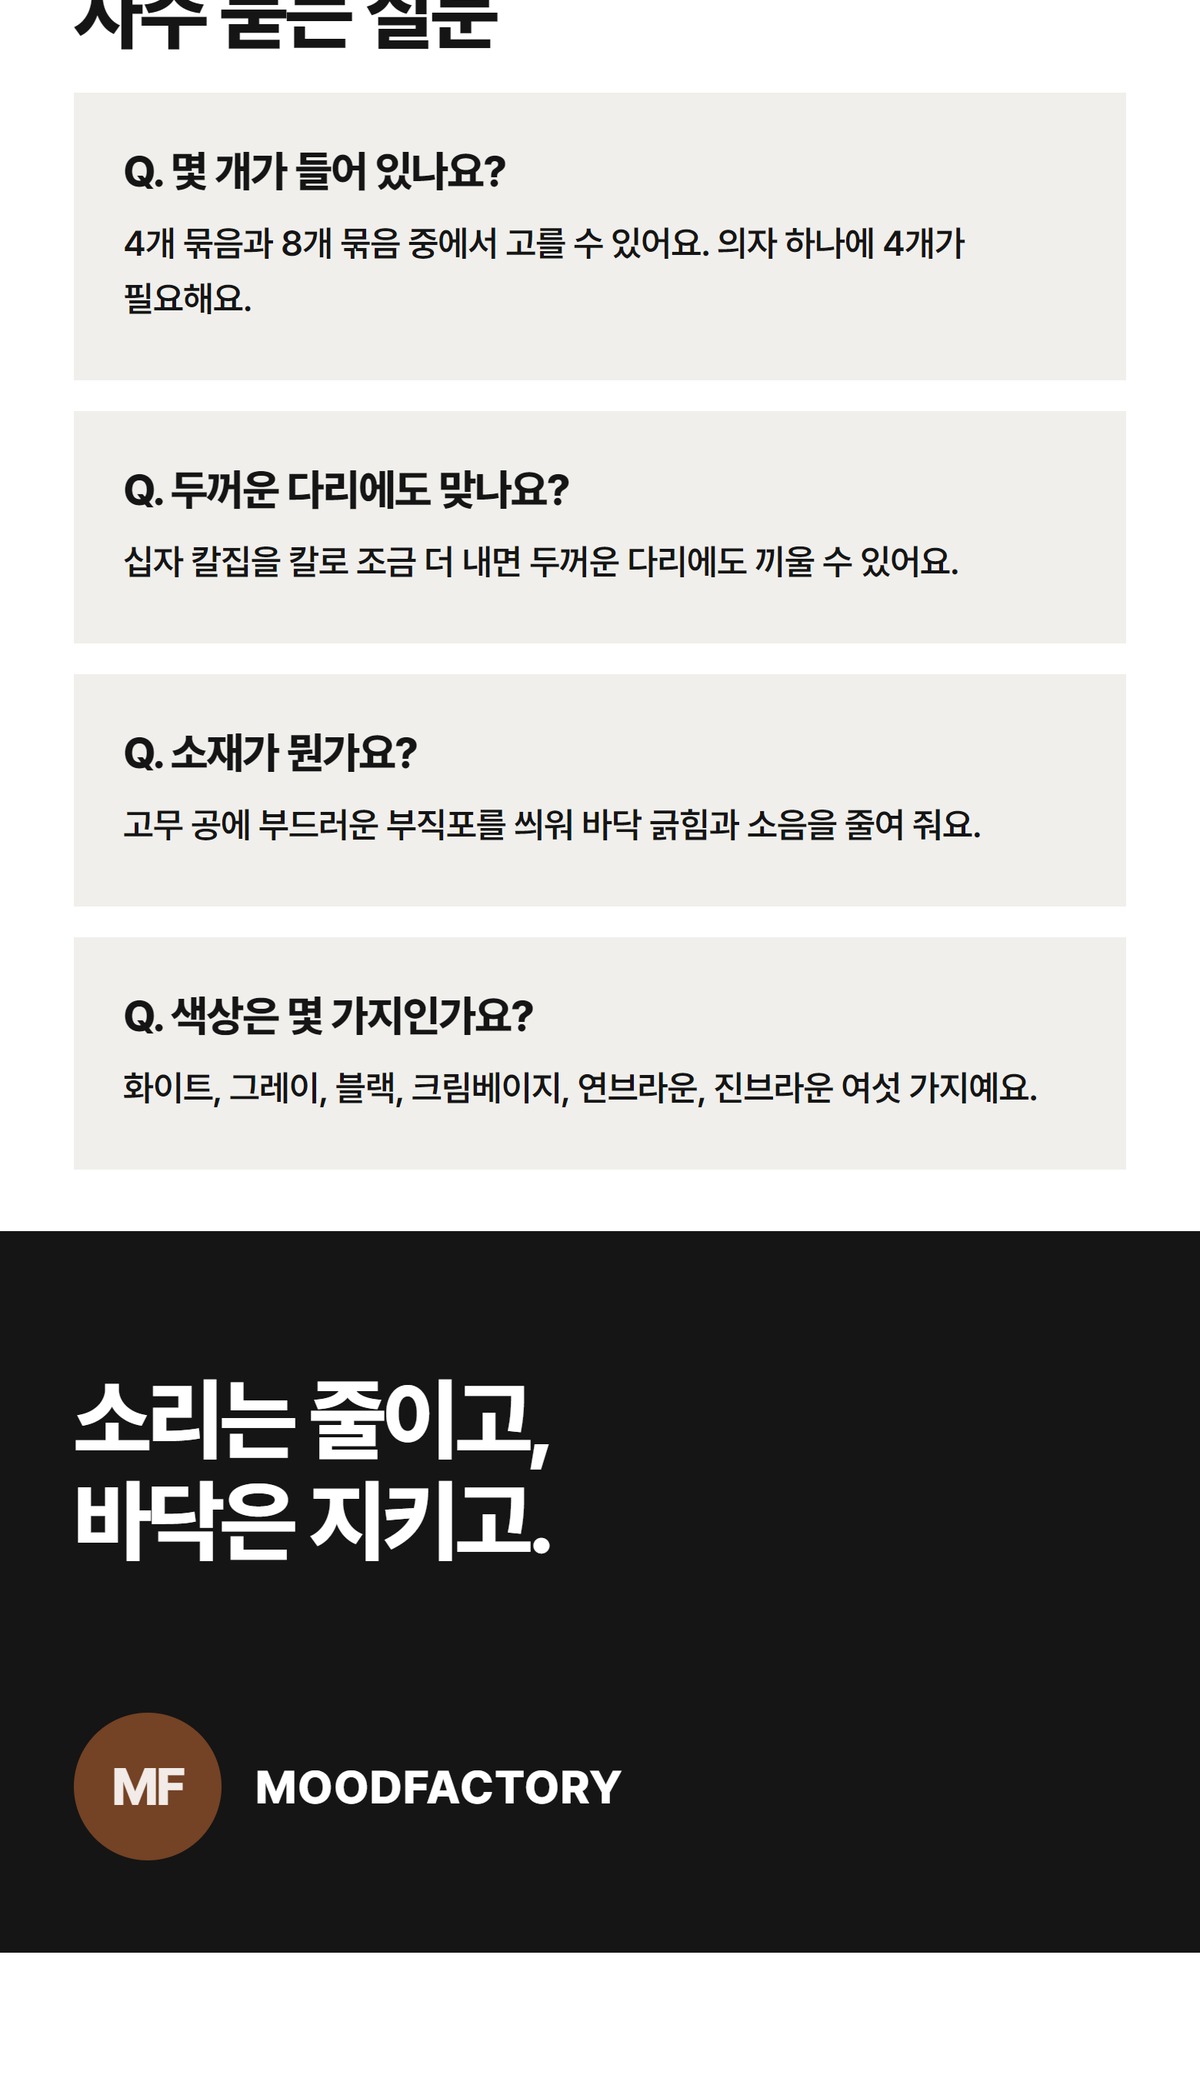 자주 묻는 질문
Q. 몇 개가 들어 있나요?
4개 묶음과 8개 묶음 중에서 고를 수 있어요. 의자 하나에 4개가
필요해요.
Q. 두꺼운 다리에도 맞나요?
십자 칼집을 칼로 조금 더 내면 두꺼운 다리에도 끼울 수 있어요.
Q. 소재가 뭔가요?
고무 공에 부드러운 부직포를 씌워 바닥 긁힘과 소음을 줄여 줘요.
Q. 색상은 몇 가지인가요?
화이트, 그레이, 블랙, 크림베이지, 연브라운, 진브라운 여섯 가지예요.
소리는 줄이고,
바닥은 지키고.
MF
MOODFACTORY